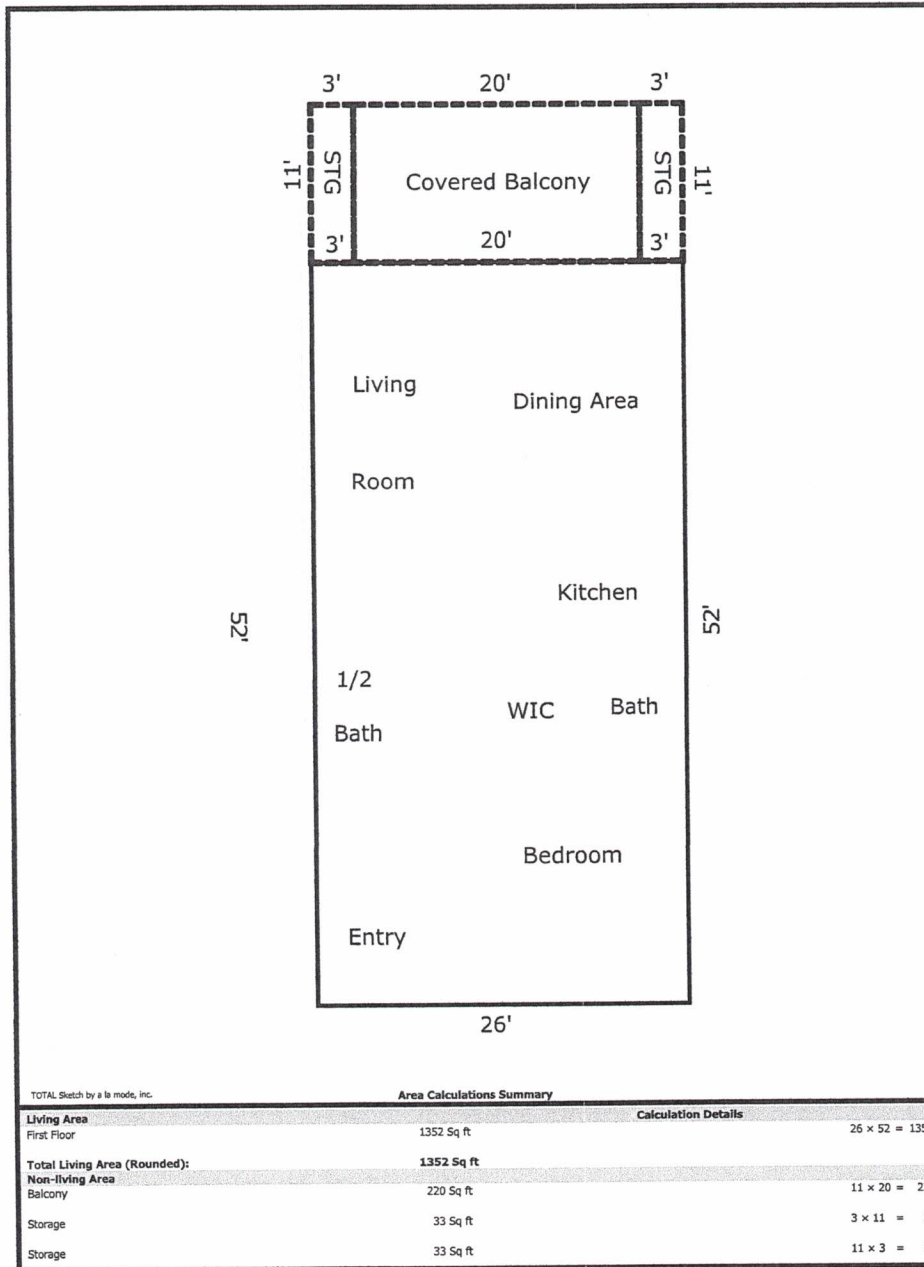 3' 20' 3'
11' STG Covered Balcony STG 11'
3' 20' 3'
Living Dining Area
Room
Kitchen
52' 52'
1/2
WIC Bath
Bath
Bedroom
Entry
26'
TOTAL Sketch by a la mode, inc. Area Calculations Summary
Living Area Calculation Details
First Floor 1352 Sq ft 26 × 52 = 135
Total Living Area (Rounded): 1352 Sq ft
Non-living Area
Balcony 220 Sq ft 11 × 20 = 2
Storage 33 Sq ft 3 × 11 =
Storage 33 Sq ft 11 × 3 =